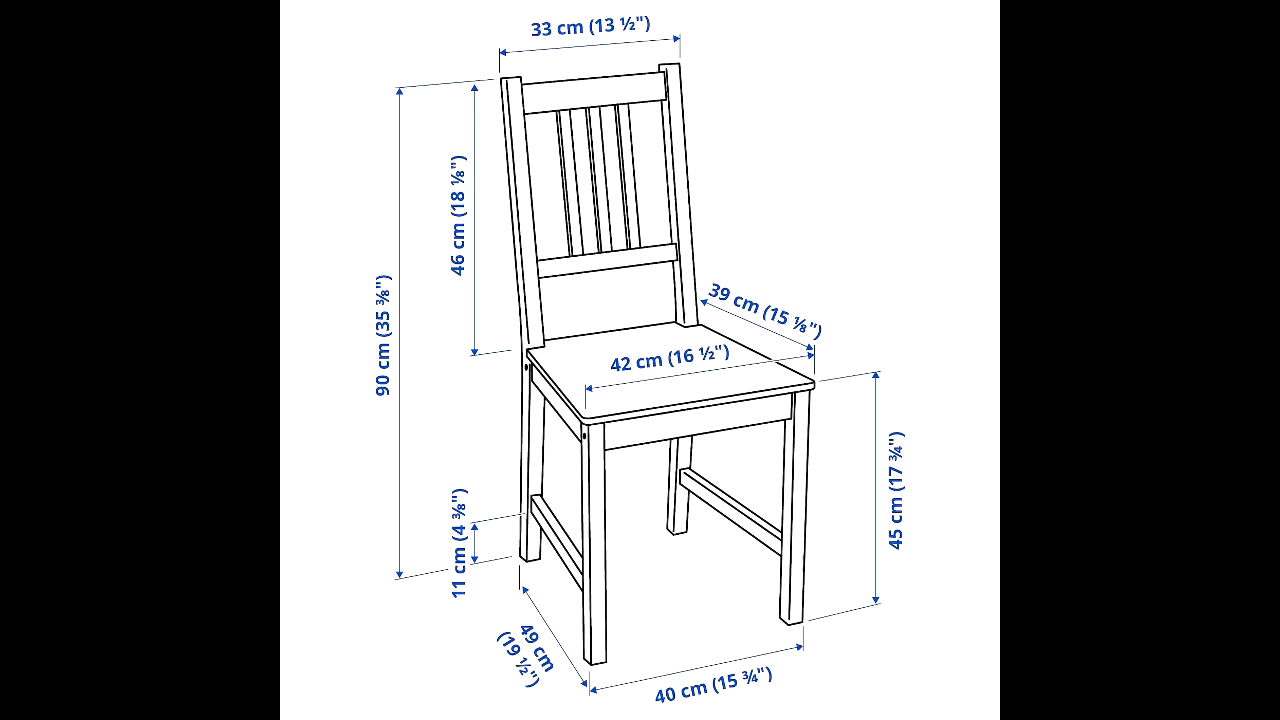 33 cm (13 ½")
46 cm (18 ⅛")
90 cm (35 ⅜")
39 cm (15 ⅛")
42 cm (16 ½")
45 cm (17 ¾")
11 cm (4 ⅜")
49 cm
(19 ½")
40 cm (15 ¾")